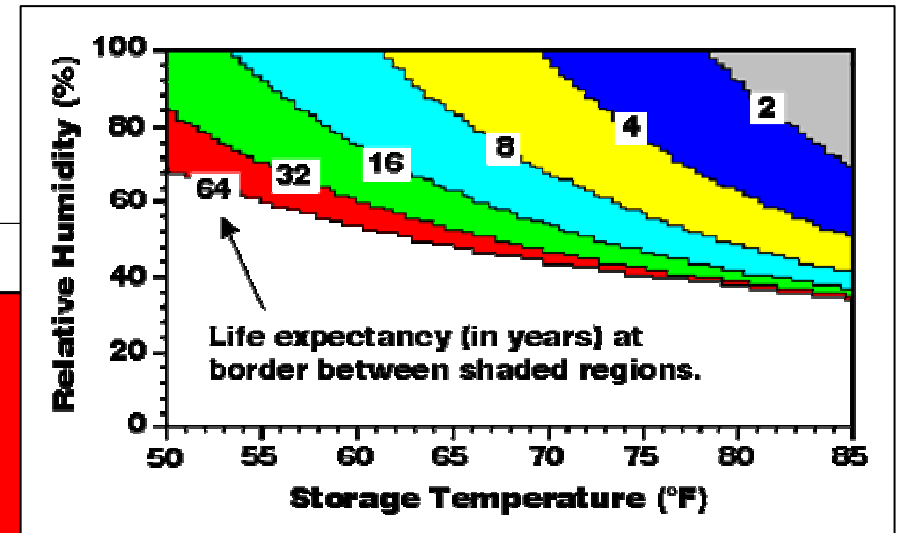 100
80
60
40
20
0
Relative Humidity (%)
64
32
16
8
4
2
Life expectancy (in years) at
border between shaded regions.
50 55 60 65 70 75 80 85
Storage Temperature (°F)